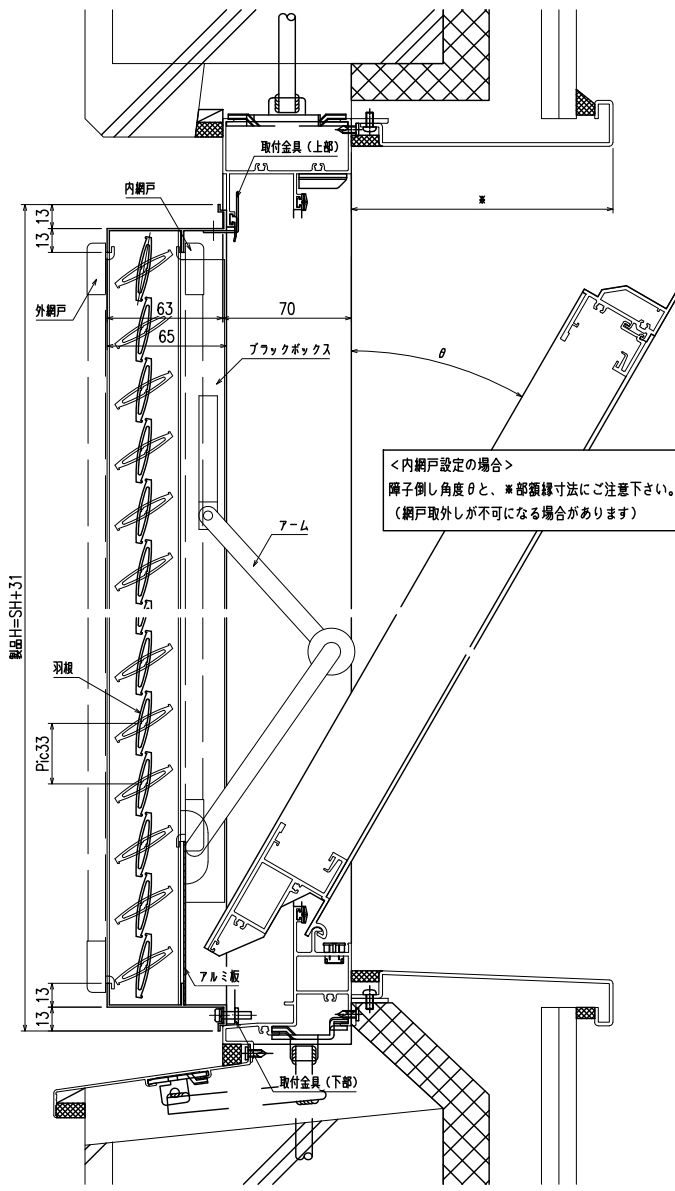 取付金具（上部）
内網戸
※
13
13
外網戸
63
70
65
ブラックボックス
θ
＜内網戸設定の場合＞
障子倒し角度θと、※部額縁寸法にご注意下さい。
（網戸取外しが不可になる場合があります）
アーム
製品H=SH+31
羽根
Pic33
アルミ板
13
13
取付金具（下部）